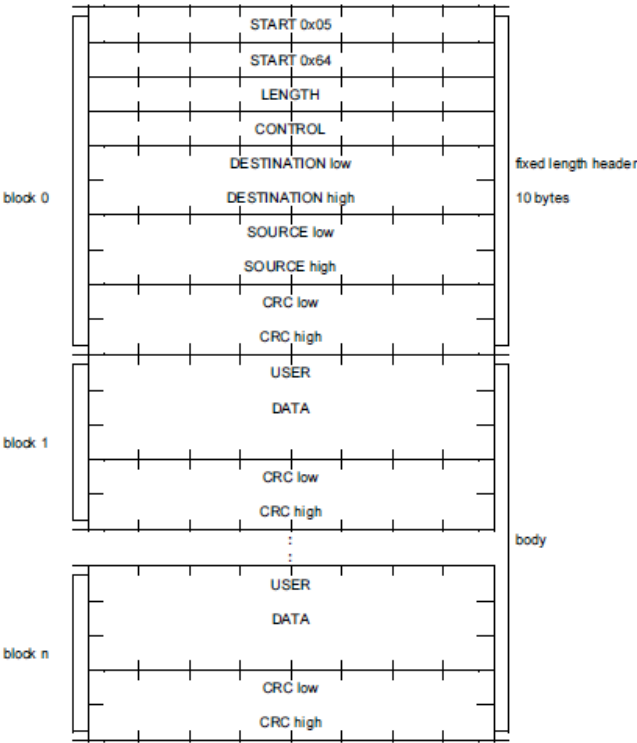 START 0x05
START 0x64
LENGTH
CONTROL
DESTINATION low
fixed length header
block 0
DESTINATION high
10 bytes
SOURCE low
SOURCE high
CRC low
CRC high
USER
DATA
block 1
CRC low
CRC high
body
USER
DATA
block n
CRC low
CRC high